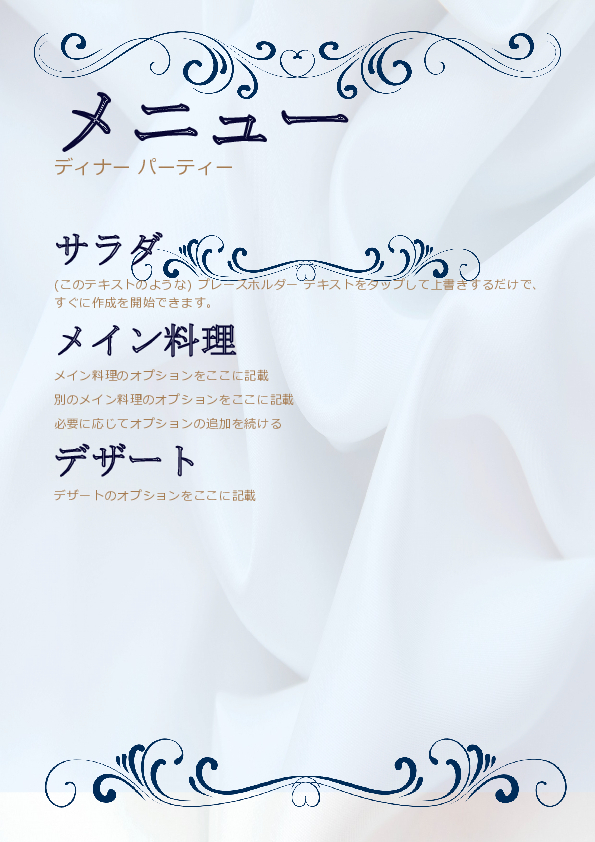 メニュー
ディナー パーティー
サラダ
(このテキストのような) プレースホルダー テキストをタップして上書きするだけで、
すぐに作成を開始できます。
メイン料理
メイン料理のオプションをここに記載
別のメイン料理のオプションをここに記載
必要に応じてオプションの追加を続ける
デザート
デザートのオプションをここに記載